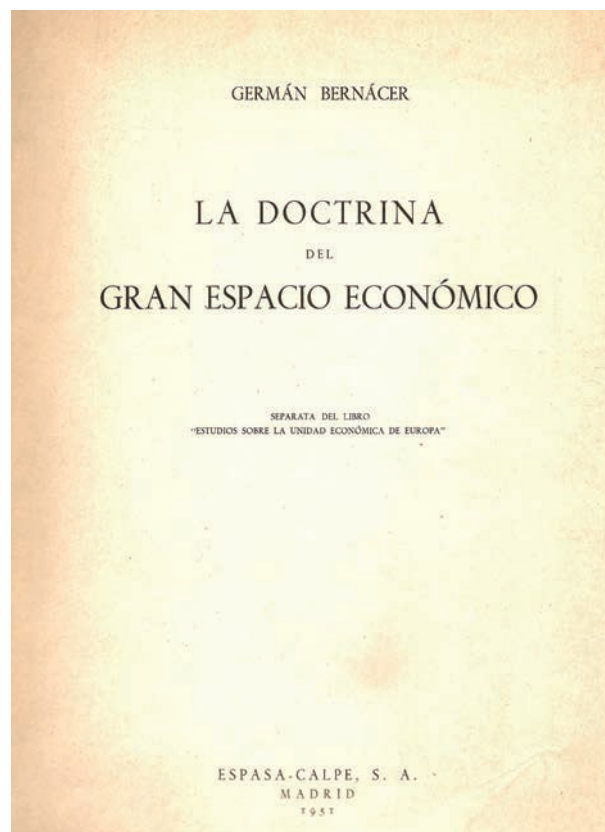 GERMÁN BERNÁCER
LA DOCTRINA
DEL
GRAN ESPACIO ECONÓMICO
SEPARATA DEL LIBRO
"ESTUDIOS SOBRE LA UNIDAD ECONÓMICA DE EUROPA"
ESPASA-CALPE, S. A.
MADRID
1951